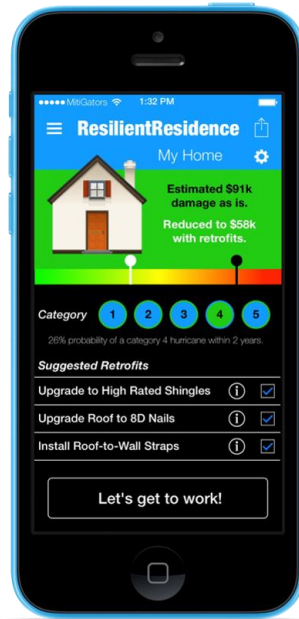 MitiGators 1:32 PM
ResilientResidence
My Home
Estimated $91k
damage as is.
Reduced to $58k
with retrofits.
Category 1 2 3 4 5
26% probability of a category 4 hurricane within 2 years.
Suggested Retrofits
Upgrade to High Rated Shingles
Upgrade Roof to 8D Nails
Install Roof-to-Wall Straps
Let's get to work!